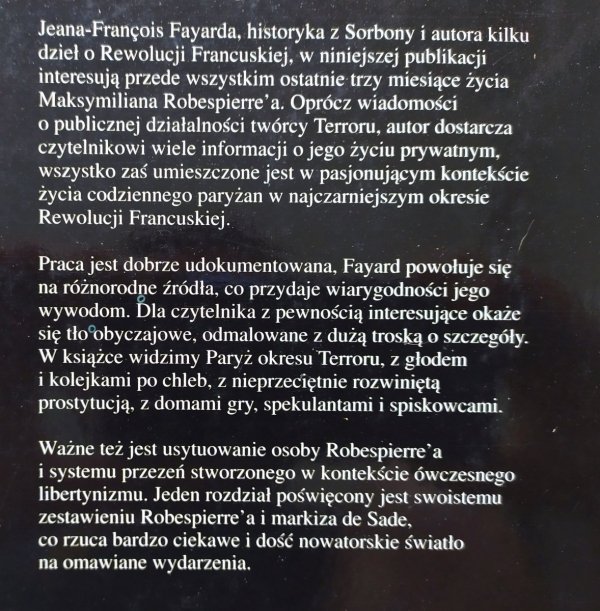 Jeana-François Fayarda, historyka z Sorbony i autora kilku
dzieł o Rewolucji Francuskiej, w niniejszej publikacji
interesują przede wszystkim ostatnie trzy miesiące życia
Maksymiliana Robespierre'a. Oprócz wiadomości
o publicznej działalności twórcy Terroru, autor dostarcza
czytelnikowi wiele informacji o jego życiu prywatnym,
wszystko zaś umieszczone jest w pasjonującym kontekście
życia codziennego paryżan w najczarniejszym okresie
Rewolucji Francuskiej.
Praca jest dobrze udokumentowana, Fayard powołuje się
na różnorodne źródła, co przydaje wiarygodności jego
wywodom. Dla czytelnika z pewnością interesujące okaże
się tło obyczajowe, odmalowane z dużą troską o szczegóły.
W książce widzimy Paryż okresu Terroru, z głodem
i kolejkami po chleb, z nieprzeciętnie rozwiniętą
prostytucją, z domami gry, spekulantami i spiskowcami.
Ważne też jest usytuowanie osoby Robespierre'a
i systemu przezeń stworzonego w kontekście ówczesnego
libertynizmu. Jeden rozdział poświęcony jest swoistemu
zestawieniu Robespierre'a i markiza de Sade,
co rzuca bardzo ciekawe i dość nowatorskie światło
na omawiane wydarzenia.